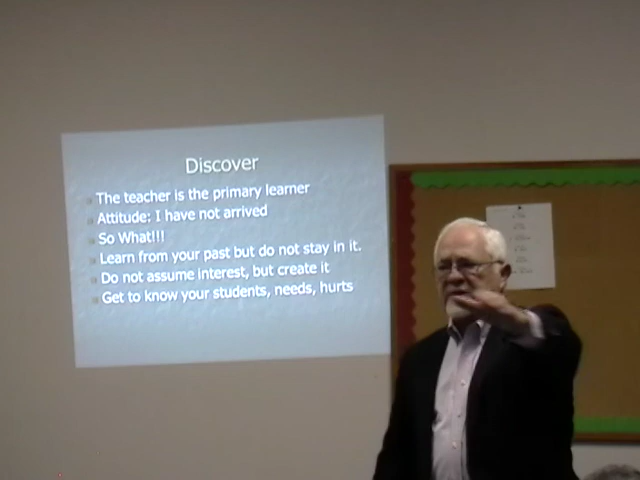 Discover
The teacher is the primary learner
Attitude: I have not arrived
So What!!!
Learn from your past but do not stay in it.
Do not assume interest, but create it
Get to know your students, needs, hurts